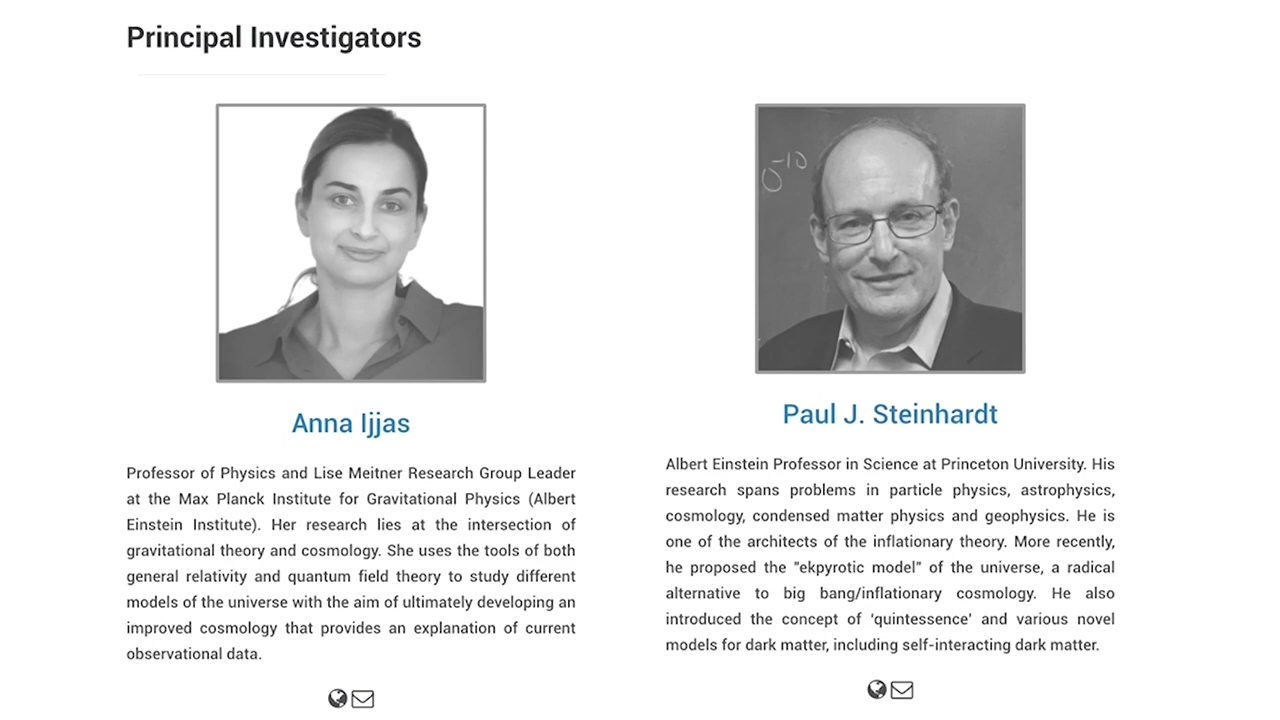 Principal Investigators
0-10
Anna Ijjas
Professor of Physics and Lise Meitner Research Group Leader
at the Max Planck Institute for Gravitational Physics (Albert
Einstein Institute). Her research lies at the intersection of
gravitational theory and cosmology. She uses the tools of both
general relativity and quantum field theory to study different
models of the universe with the aim of ultimately developing an
improved cosmology that provides an explanation of current
observational data.
Paul J. Steinhardt
Albert Einstein Professor in Science at Princeton University. His
research spans problems in particle physics, astrophysics,
cosmology, condensed matter physics and geophysics. He is
one of the architects of the inflationary theory. More recently,
he proposed the "ekpyrotic model" of the universe, a radical
alternative to big bang/inflationary cosmology. He also
introduced the concept of ‘quintessence’ and various novel
models for dark matter, including self-interacting dark matter.